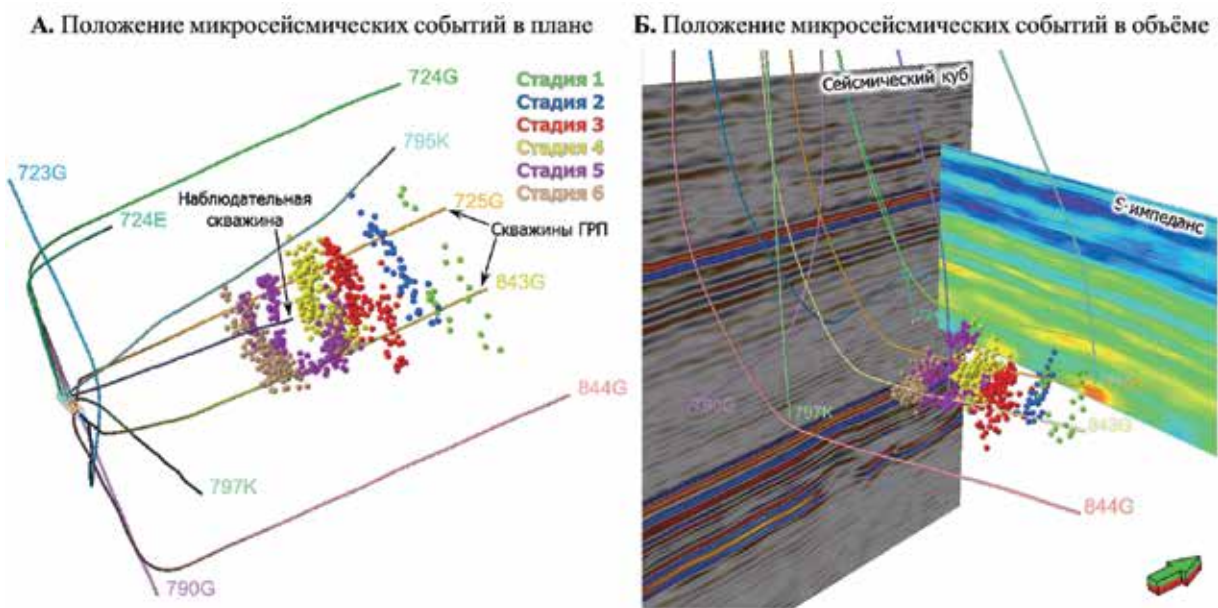 А. Положение микросейсмических событий в плане
Б. Положение микросейсмических событий в объёме
724G
Стадия 1
Стадия 2
Стадия 3
Стадия 4
Стадия 5
Стадия 6
795K
723G
Наблюдательная
скважина
724E
725G
Скважины ГРП
843G
844G
797K
790G
Сейсмический куб
S-импеданс
790G
797K
843G
844G